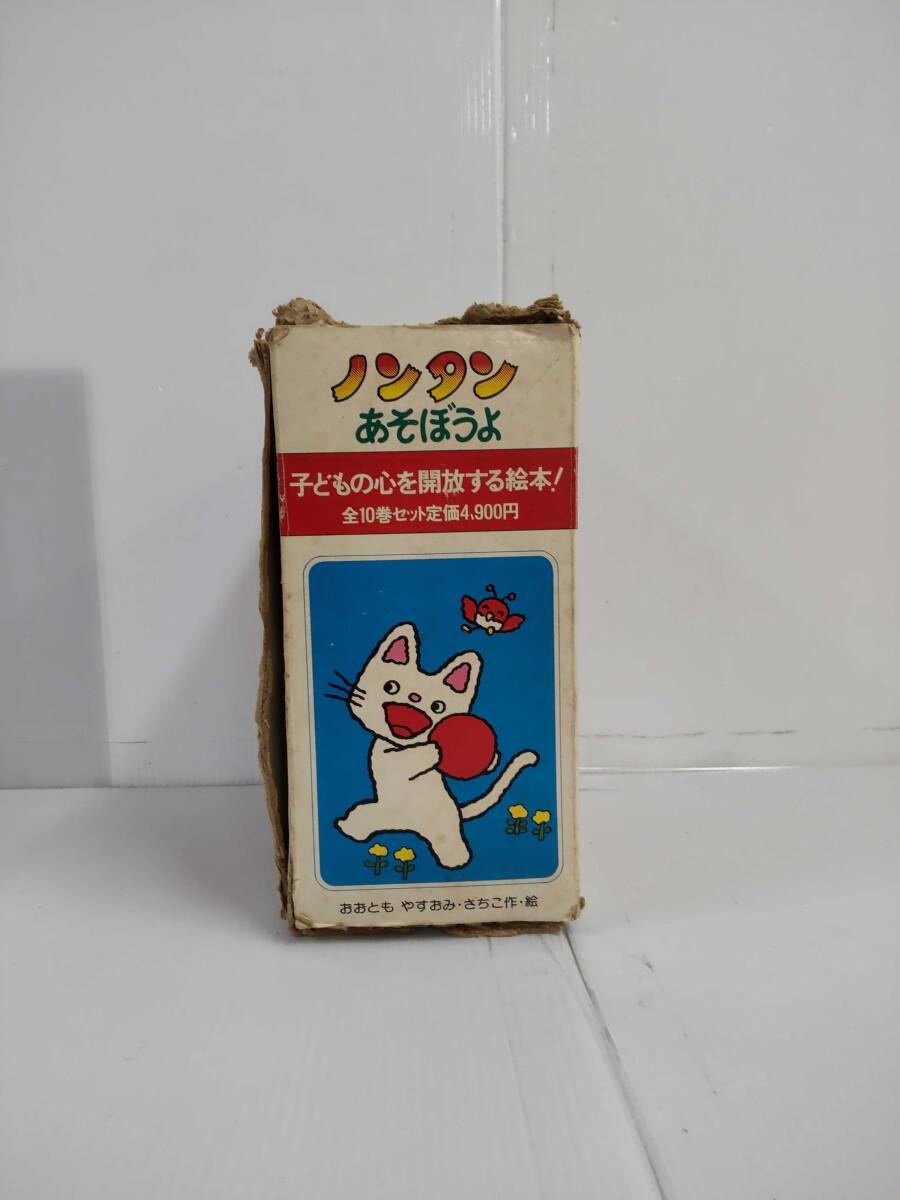 ノンタン
あそぼうよ
子どもの心を開放する絵本!
全10巻セット定価4,900円
おおとも やすおみ・さちこ作・絵